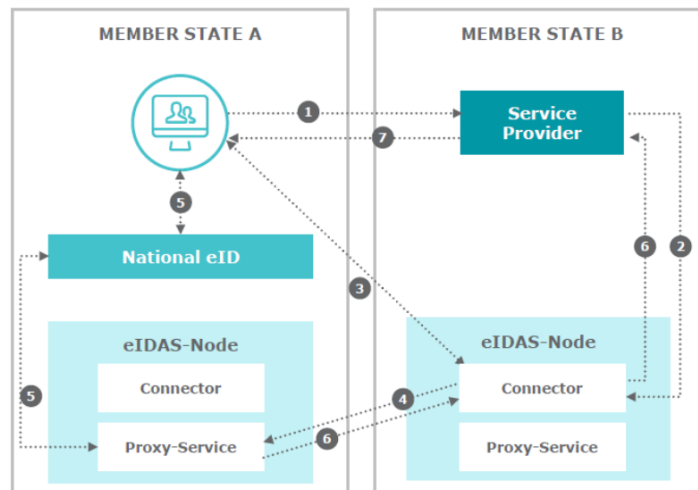 MEMBER STATE A
MEMBER STATE B
1
Service
Provider
7
5
6
2
National eID
3
eIDAS-Node
eIDAS-Node
Connector
Connector
5
4
6
Proxy-Service
Proxy-Service